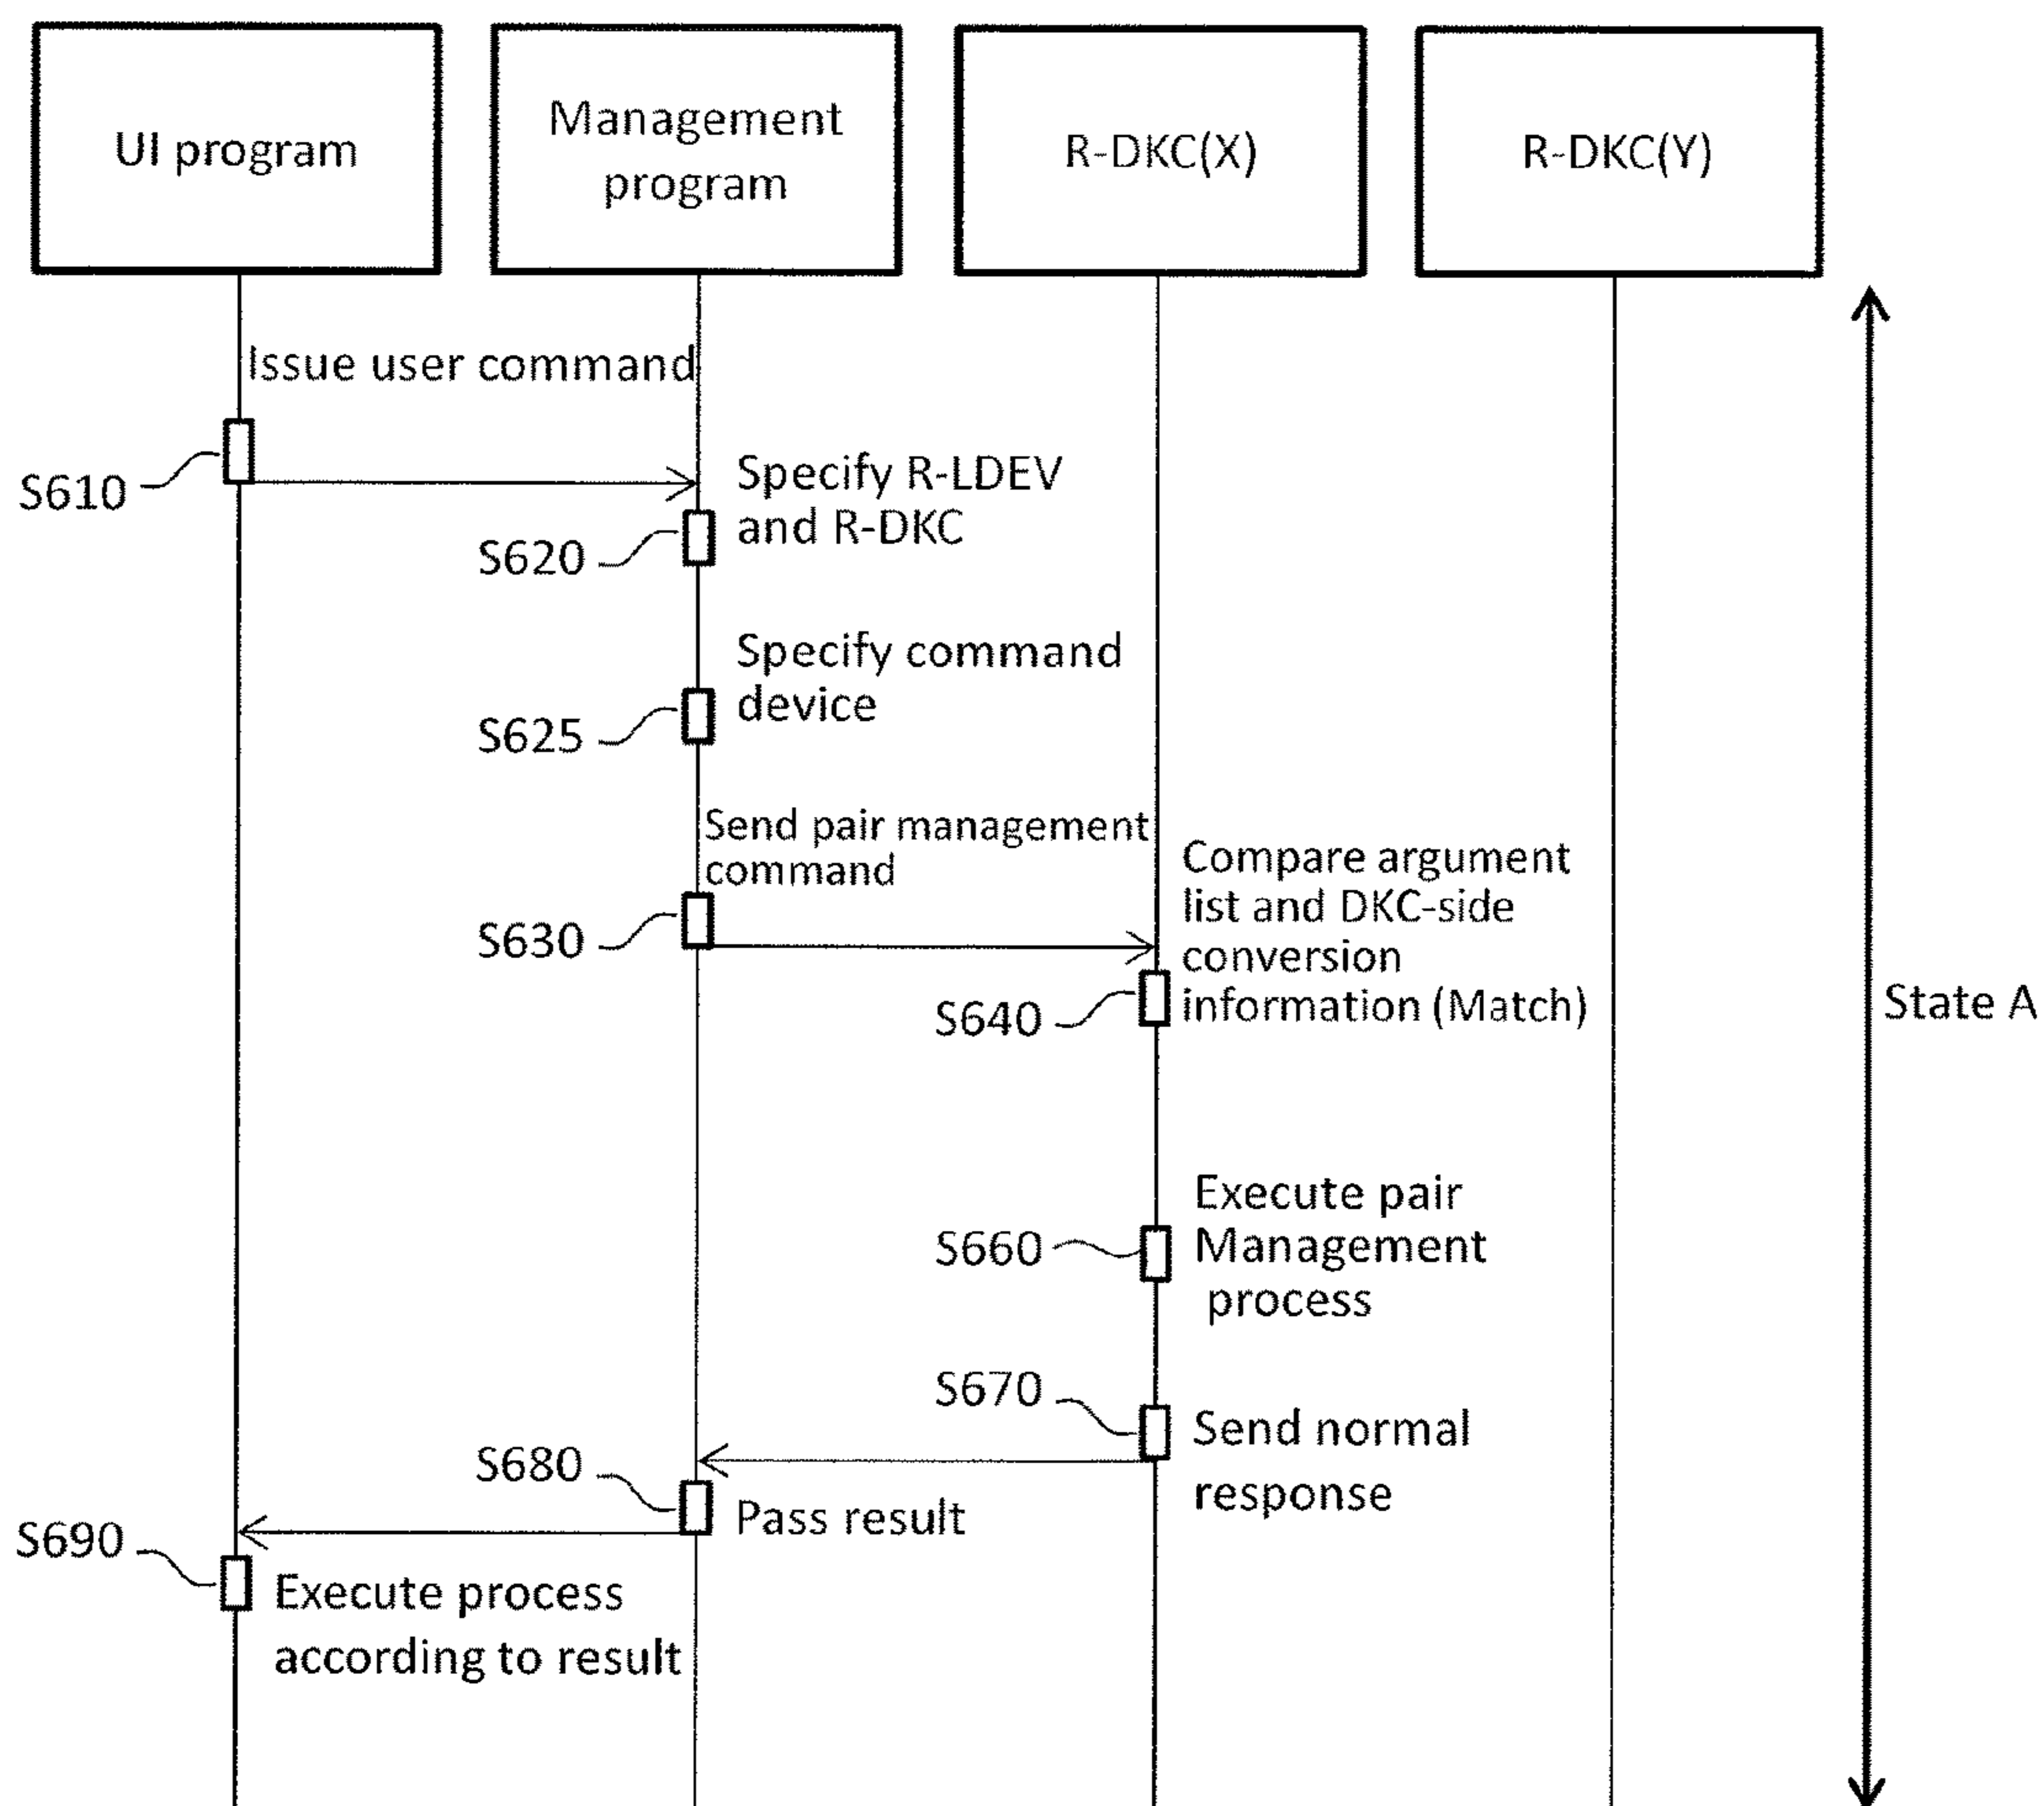 UI program
Management
program
R-DKC(X)
R-DKC(Y)
Issue user command
S610
Specify R-LDEV
and R-DKC
S620
Specify command
device
S625
Send pair management
command
S630
Compare argument
list and DKC-side
conversion
information (Match)
S640
State A
Execute pair
Management
process
S660
S670
Send normal
response
S680
Pass result
S690
Execute process
according to result